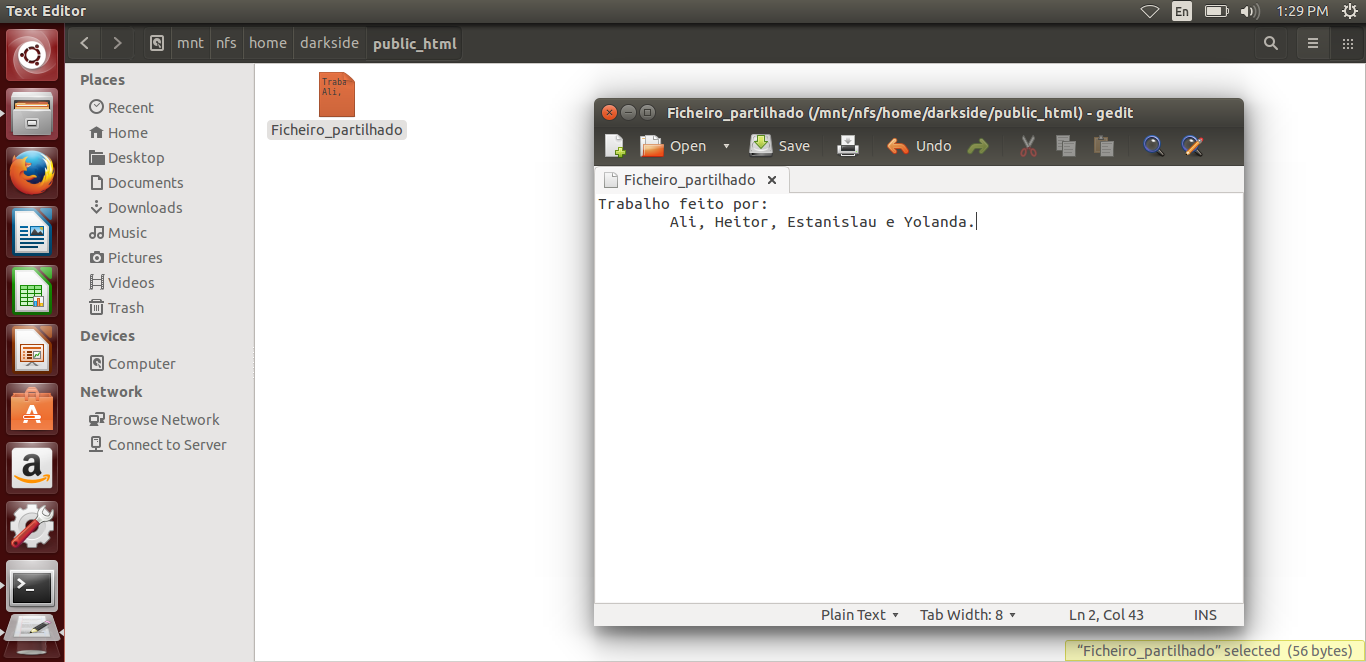 Text Editor
En
1:29 PM
mnt nfs home darkside public_html
Places
Recent
Home
Desktop
Documents
Downloads
Music
Pictures
Videos
Trash
Devices
Computer
Network
Browse Network
Connect to Server
Traba
Ali,
Ficheiro_partilhado
Ficheiro_partilhado (/mnt/nfs/home/darkside/public_html) - gedit
Open Save Undo
Ficheiro_partilhado
Trabalho feito por:
Ali, Heitor, Estanislau e Yolanda.
Plain Text Tab Width: 8 Ln 2, Col 43 INS
“Ficheiro_partilhado” selected (56 bytes)